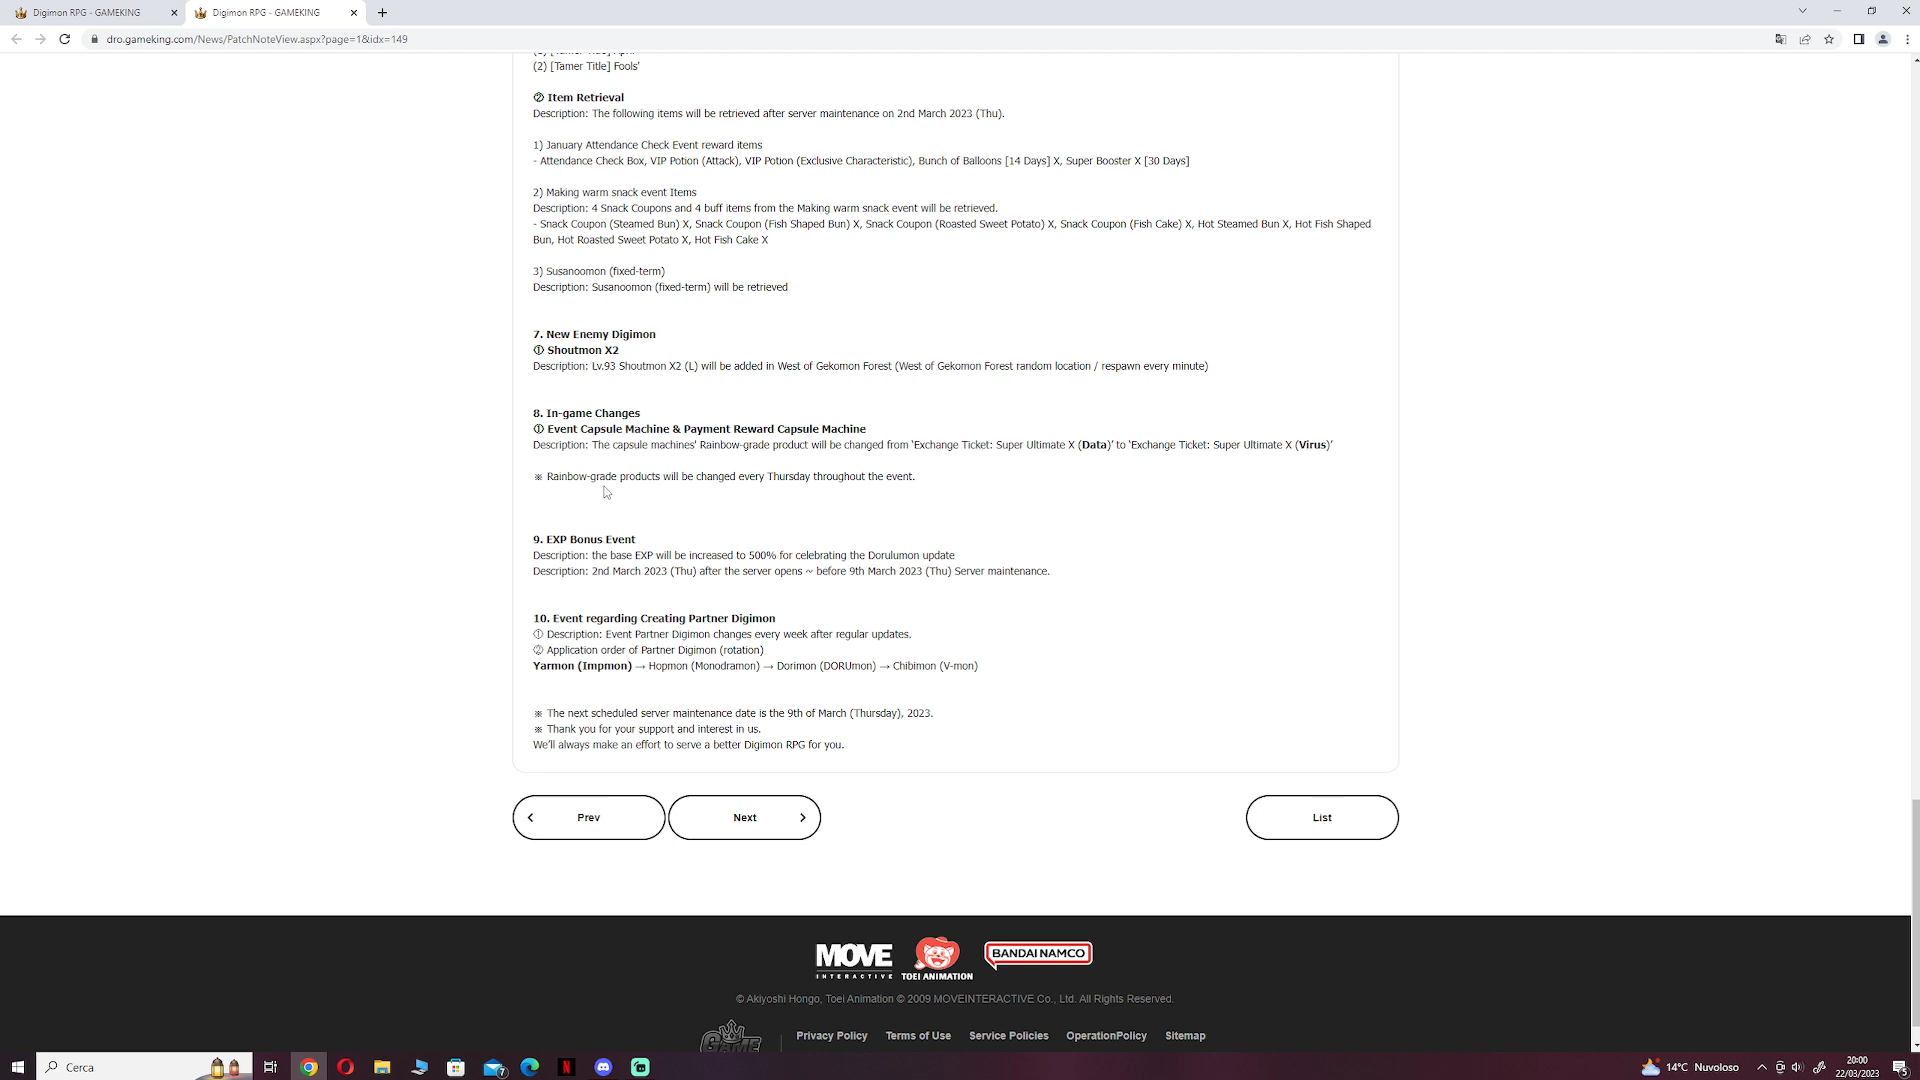 Digimon RPG - GAMEKING
Digimon RPG - GAMEKING
dro.gameking.com/News/PatchNoteView.aspx?page=1&idx=149
(2) [Tamer Title] Fools'
② Item Retrieval
Description: The following items will be retrieved after server maintenance on 2nd March 2023 (Thu).
1) January Attendance Check Event reward items
- Attendance Check Box, VIP Potion (Attack), VIP Potion (Exclusive Characteristic), Bunch of Balloons [14 Days] X, Super Booster X [30 Days]
2) Making warm snack event Items
Description: 4 Snack Coupons and 4 buff items from the Making warm snack event will be retrieved.
- Snack Coupon (Steamed Bun) X, Snack Coupon (Fish Shaped Bun) X, Snack Coupon (Roasted Sweet Potato) X, Snack Coupon (Fish Cake) X, Hot Steamed Bun X, Hot Fish Shaped
Bun, Hot Roasted Sweet Potato X, Hot Fish Cake X
3) Susanoomon (fixed-term)
Description: Susanoomon (fixed-term) will be retrieved
7. New Enemy Digimon
① Shoutmon X2
Description: Lv.93 Shoutmon X2 (L) will be added in West of Gekomon Forest (West of Gekomon Forest random location / respawn every minute)
8. In-game Changes
① Event Capsule Machine & Payment Reward Capsule Machine
Description: The capsule machines' Rainbow-grade product will be changed from 'Exchange Ticket: Super Ultimate X (Data)' to 'Exchange Ticket: Super Ultimate X (Virus)'
※ Rainbow-grade products will be changed every Thursday throughout the event.
9. EXP Bonus Event
Description: the base EXP will be increased to 500% for celebrating the Dorulumon update
Description: 2nd March 2023 (Thu) after the server opens ~ before 9th March 2023 (Thu) Server maintenance.
10. Event regarding Creating Partner Digimon
① Description: Event Partner Digimon changes every week after regular updates.
② Application order of Partner Digimon (rotation)
Yarmon (Impmon) → Hopmon (Monodramon) → Dorimon (DORUmon) → Chibimon (V-mon)
※ The next scheduled server maintenance date is the 9th of March (Thursday), 2023.
※ Thank you for your support and interest in us.
We'll always make an effort to serve a better Digimon RPG for you.
Prev
Next
List
MOVE
INTERACTIVE
TOEI ANIMATION
BANDAI NAMCO
© Akiyoshi Hongo, Toei Animation © 2009 MOVEINTERACTIVE Co., Ltd. All Rights Reserved.
GAME
Privacy Policy Terms of Use Service Policies OperationPolicy Sitemap
Cerca
7
N
14°C Nuvoloso
20:00
22/03/2023
5